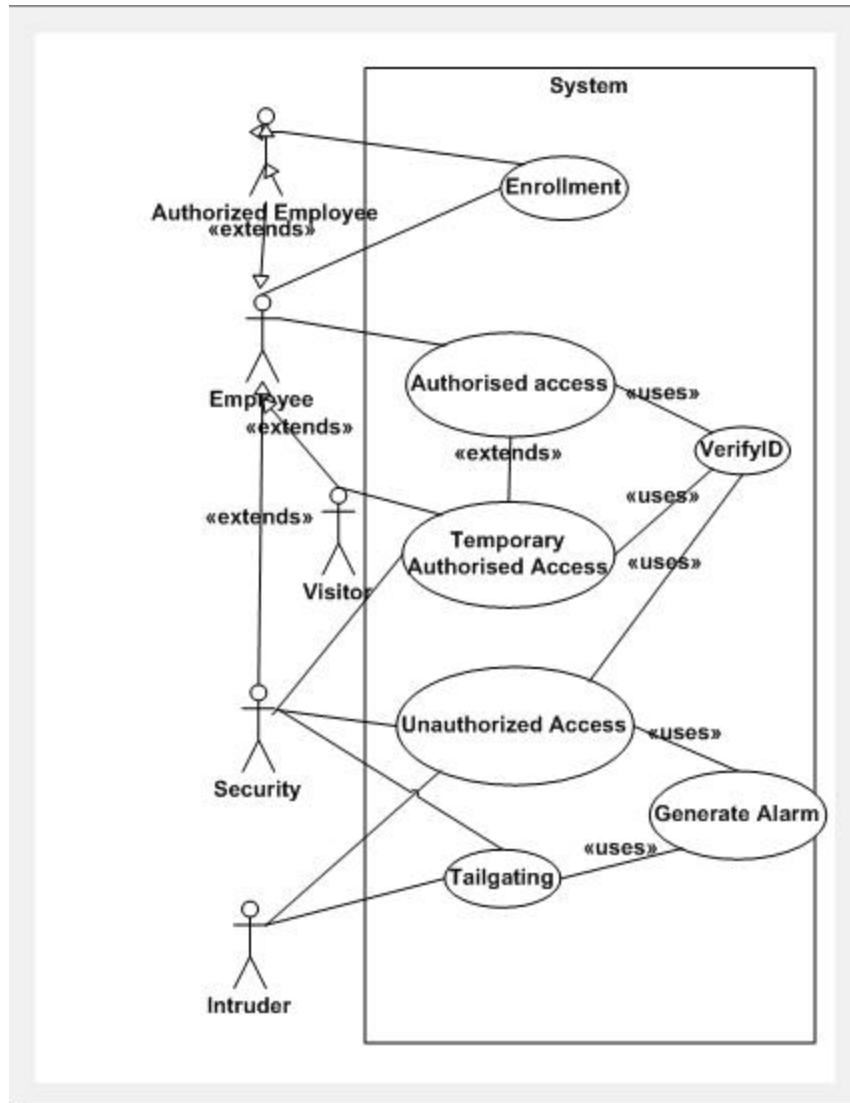 System
Enrollment
Authorized Employee
«extends»
Authorised access
«uses»
Employee
«extends»
«extends»
VerifyID
«uses»
«extends»
Temporary
Authorised Access
«uses»
Visitor
Unauthorized Access
«uses»
Security
Generate Alarm
«uses»
Tailgating
Intruder